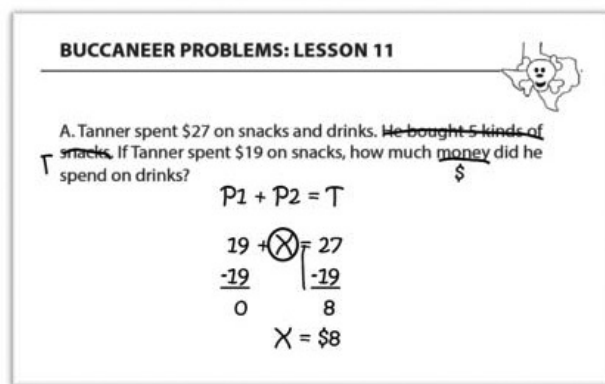 BUCCANEER PROBLEMS: LESSON 11
A. Tanner spent $27 on snacks and drinks. He bought 5 kinds of
T snacks. If Tanner spent $19 on snacks, how much money did he
spend on drinks?
$
P1 + P2 = T
19 + X = 27
-19 -19
0 8
X = $8